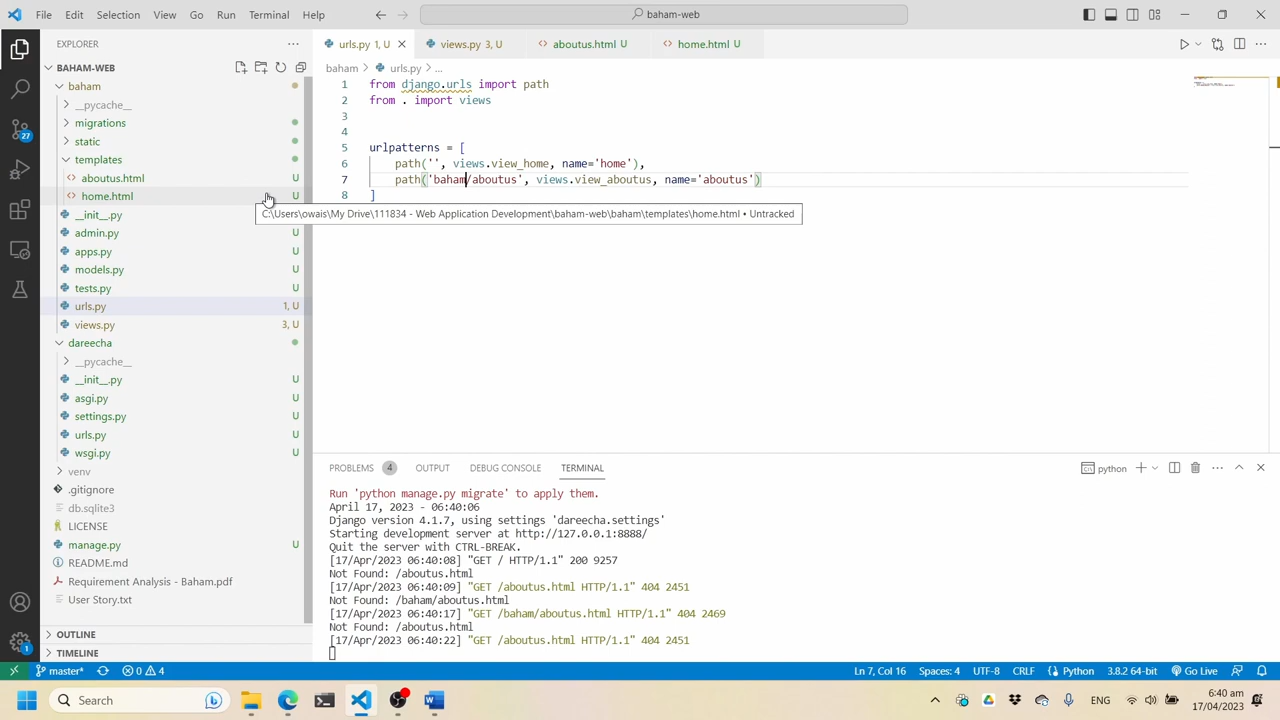 File Edit Selection View Go Run Terminal Help
baham-web
EXPLORER
urls.py 1, U
views.py 3, U
aboutus.html U
home.html U
BAHAM-WEB
baham > urls.py > ...
baham
__pycache__
migrations
static
templates
aboutus.html U
home.html U
__init__.py U
admin.py U
apps.py U
models.py U
tests.py U
urls.py 1, U
views.py 3, U
dareecha
__pycache__
__init__.py U
asgi.py U
settings.py U
urls.py U
wsgi.py U
venv
.gitignore
db.sqlite3
LICENSE
manage.py U
README.md
Requirement Analysis - Baham.pdf
User Story.txt
OUTLINE
TIMELINE
1 from django.urls import path
2 from . import views
3
4
5 urlpatterns = [
6 path('', views.view_home, name='home'),
7 path('baham/aboutus', views.view_aboutus, name='aboutus')
8 ]
C:\Users\owais\My Drive\111834 - Web Application Development\baham-web\baham\templates\home.html • Untracked
PROBLEMS 4 OUTPUT DEBUG CONSOLE TERMINAL
python
Run 'python manage.py migrate' to apply them.
April 17, 2023 - 06:40:06
Django version 4.1.7, using settings 'dareecha.settings'
Starting development server at http://127.0.0.1:8888/
Quit the server with CTRL-BREAK.
[17/Apr/2023 06:40:08] "GET / HTTP/1.1" 200 9257
Not Found: /aboutus.html
[17/Apr/2023 06:40:09] "GET /aboutus.html HTTP/1.1" 404 2451
Not Found: /baham/aboutus.html
[17/Apr/2023 06:40:17] "GET /baham/aboutus.html HTTP/1.1" 404 2469
Not Found: /aboutus.html
[17/Apr/2023 06:40:22] "GET /aboutus.html HTTP/1.1" 404 2451
27
1
master* 0 4
Ln 7, Col 16 Spaces: 4 UTF-8 CRLF Python 3.8.2 64-bit Go Live
Search
ENG
6:40 am
17/04/2023